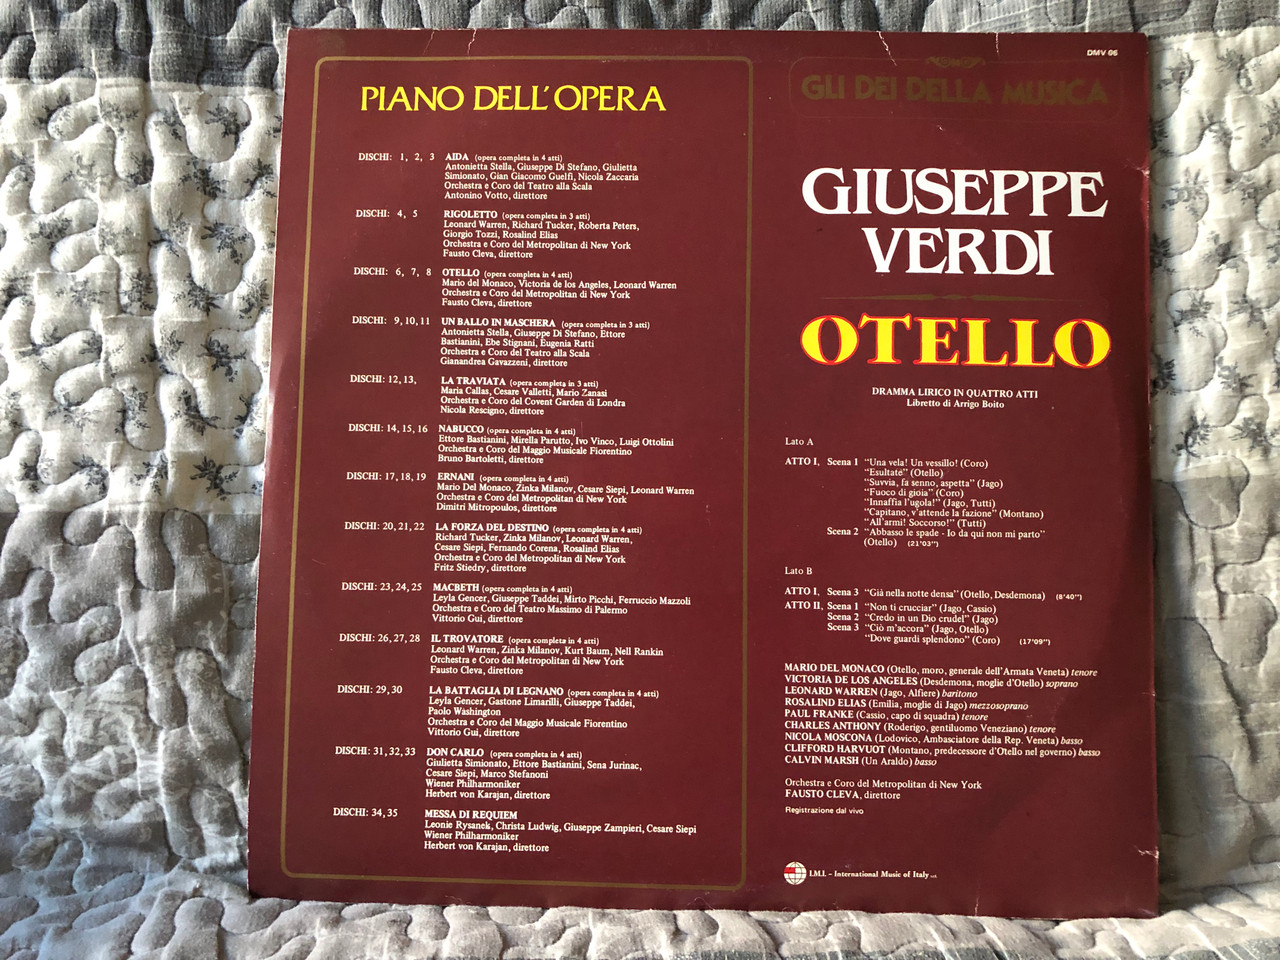 PIANO DELL'OPERA
DISCHI: 1, 2, 3 AIDA (opera completa in 4 atti)
Antonietta Stella, Giuseppe Di Stefano, Giulietta
Simionato, Gian Giacomo Guelfi, Nicola Zaccaria
Orchestra e Coro del Teatro alla Scala
Antonino Votto, direttore
DISCHI: 4, 5 RIGOLETTO (opera completa in 3 atti)
Leonard Warren, Richard Tucker, Roberta Peters,
Giorgio Tozzi, Rosalind Elias
Orchestra e Coro del Metropolitan di New York
Fausto Cleva, direttore
DISCHI: 6, 7, 8 OTELLO (opera completa in 4 atti)
Mario del Monaco, Victoria de los Angeles, Leonard Warren
Orchestra e Coro del Metropolitan di New York
Fausto Cleva, direttore
DISCHI: 9, 10, 11 UN BALLO IN MASCHERA (opera completa in 3 atti)
Antonietta Stella, Giuseppe Di Stefano, Ettore
Bastianini, Ebe Stignani, Eugenia Ratti
Orchestra e Coro del Teatro alla Scala
Gianandrea Gavazzeni, direttore
DISCHI: 12, 13, LA TRAVIATA (opera completa in 3 atti)
Maria Callas, Cesare Valletti, Mario Zanasi
Orchestra e Coro del Covent Garden di Londra
Nicola Rescigno, direttore
DISCHI: 14, 15, 16 NABUCCO (opera completa in 4 atti)
Ettore Bastianini, Mirella Parutto, Ivo Vinco, Luigi Ottolini
Orchestra e Coro del Maggio Musicale Fiorentino
Bruno Bartoletti, direttore
DISCHI: 17, 18, 19 ERNANI (opera completa in 4 atti)
Mario Del Monaco, Zinka Milanov, Cesare Siepi, Leonard Warren
Orchestra e Coro del Metropolitan di New York
Dimitri Mitropoulos, direttore
DISCHI: 20, 21, 22 LA FORZA DEL DESTINO (opera completa in 4 atti)
Richard Tucker, Zinka Milanov, Leonard Warren,
Cesare Siepi, Fernando Corena, Rosalind Elias
Orchestra e Coro del Metropolitan di New York
Fritz Stiedry, direttore
DISCHI: 23, 24, 25 MACBETH (opera completa in 4 atti)
Leyla Gencer, Giuseppe Taddei, Mirto Picchi, Ferruccio Mazzoli
Orchestra e Coro del Teatro Massimo di Palermo
Vittorio Gui, direttore
DISCHI: 26, 27, 28 IL TROVATORE (opera completa in 4 atti)
Leonard Warren, Zinka Milanov, Kurt Baum, Nell Rankin
Orchestra e Coro del Metropolitan di New York
Fausto Cleva, direttore
DISCHI: 29, 30 LA BATTAGLIA DI LEGNANO (opera completa in 4 atti)
Leyla Gencer, Gastone Limarilli, Giuseppe Taddei,
Paolo Washington
Orchestra e Coro del Maggio Musicale Fiorentino
Vittorio Gui, direttore
DISCHI: 31, 32, 33 DON CARLO (opera completa in 4 atti)
Giulietta Simionato, Ettore Bastianini, Sena Jurinac,
Cesare Siepi, Marco Stefanoni
Wiener Philharmoniker
Herbert von Karajan, direttore
DISCHI: 34, 35 MESSA DI REQUIEM
Leonie Rysanek, Christa Ludwig, Giuseppe Zampieri, Cesare Siepi
Wiener Philharmoniker
Herbert von Karajan, direttore
DMV 06
GLI DEI DELLA MUSICA
GIUSEPPE
VERDI
OTELLO
DRAMMA LIRICO IN QUATTRO ATTI
Libretto di Arrigo Boito
Lato A
ATTO I, Scena 1 "Una vela! Un vessillo! (Coro)
"Esultate" (Otello)
"Suvvia, fa senno, aspetta" (Jago)
"Fuoco di gioia" (Coro)
"Innaffia l'ugola!" (Jago, Tutti)
"Capitano, v'attende la fazione" (Montano)
"All'armi! Soccorso!" (Tutti)
Scena 2 "Abbasso le spade - Io da qui non mi parto"
(Otello) (21'03")
Lato B
ATTO I, Scena 3 "Già nella notte densa" (Otello, Desdemona) (8'40")
ATTO II, Scena 1 "Non ti crucciar" (Jago, Cassio)
Scena 2 "Credo in un Dio crudel" (Jago)
Scena 3 "Ciò m'accora" (Jago, Otello)
"Dove guardi splendono" (Coro) (17'09")
MARIO DEL MONACO (Otello, moro, generale dell'Armata Veneta) tenore
VICTORIA DE LOS ANGELES (Desdemona, moglie d'Otello) soprano
LEONARD WARREN (Jago, Alfiere) baritono
ROSALIND ELIAS (Emilia, moglie di Jago) mezzosoprano
PAUL FRANKE (Cassio, capo di squadra) tenore
CHARLES ANTHONY (Roderigo, gentiluomo Veneziano) tenore
NICOLA MOSCONA (Lodovico, Ambasciatore della Rep. Veneta) basso
CLIFFORD HARVUOT (Montano, predecessore d'Otello nel governo) basso
CALVIN MARSH (Un Araldo) basso
Orchestra e Coro del Metropolitan di New York
FAUSTO CLEVA, direttore
Registrazione dal vivo
I.M.I. – International Music of Italy s.r.l.